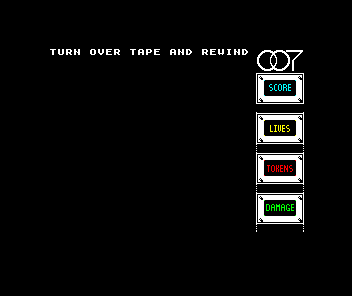 TURN OVER TAPE AND REWIND
007
SCORE
LIVES
TOKENS
DAMAGE